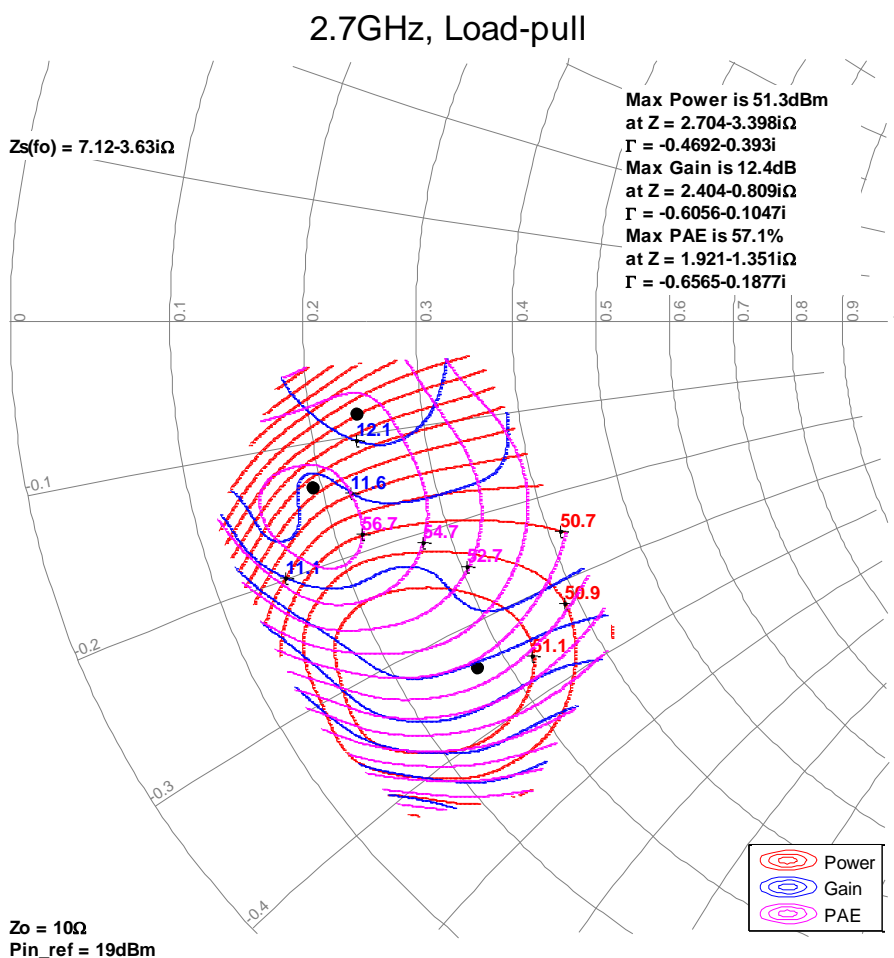 2.7GHz, Load-pull
Max Power is 51.3dBm
at Z = 2.704-3.398iΩ
Γ = -0.4692-0.393i
Max Gain is 12.4dB
at Z = 2.404-0.809iΩ
Γ = -0.6056-0.1047i
Max PAE is 57.1%
at Z = 1.921-1.351iΩ
Γ = -0.6565-0.1877i
Zs(fo) = 7.12-3.63iΩ
0 0.1 0.2 0.3 0.4 0.5 0.6 0.7 0.8 0.9
12.1
-0.1
11.6
56.7
54.7
50.7
52.7
11.1
50.9
-0.2
51.1
-0.3
-0.4
Power
Gain
PAE
Zo = 10Ω
Pin_ref = 19dBm